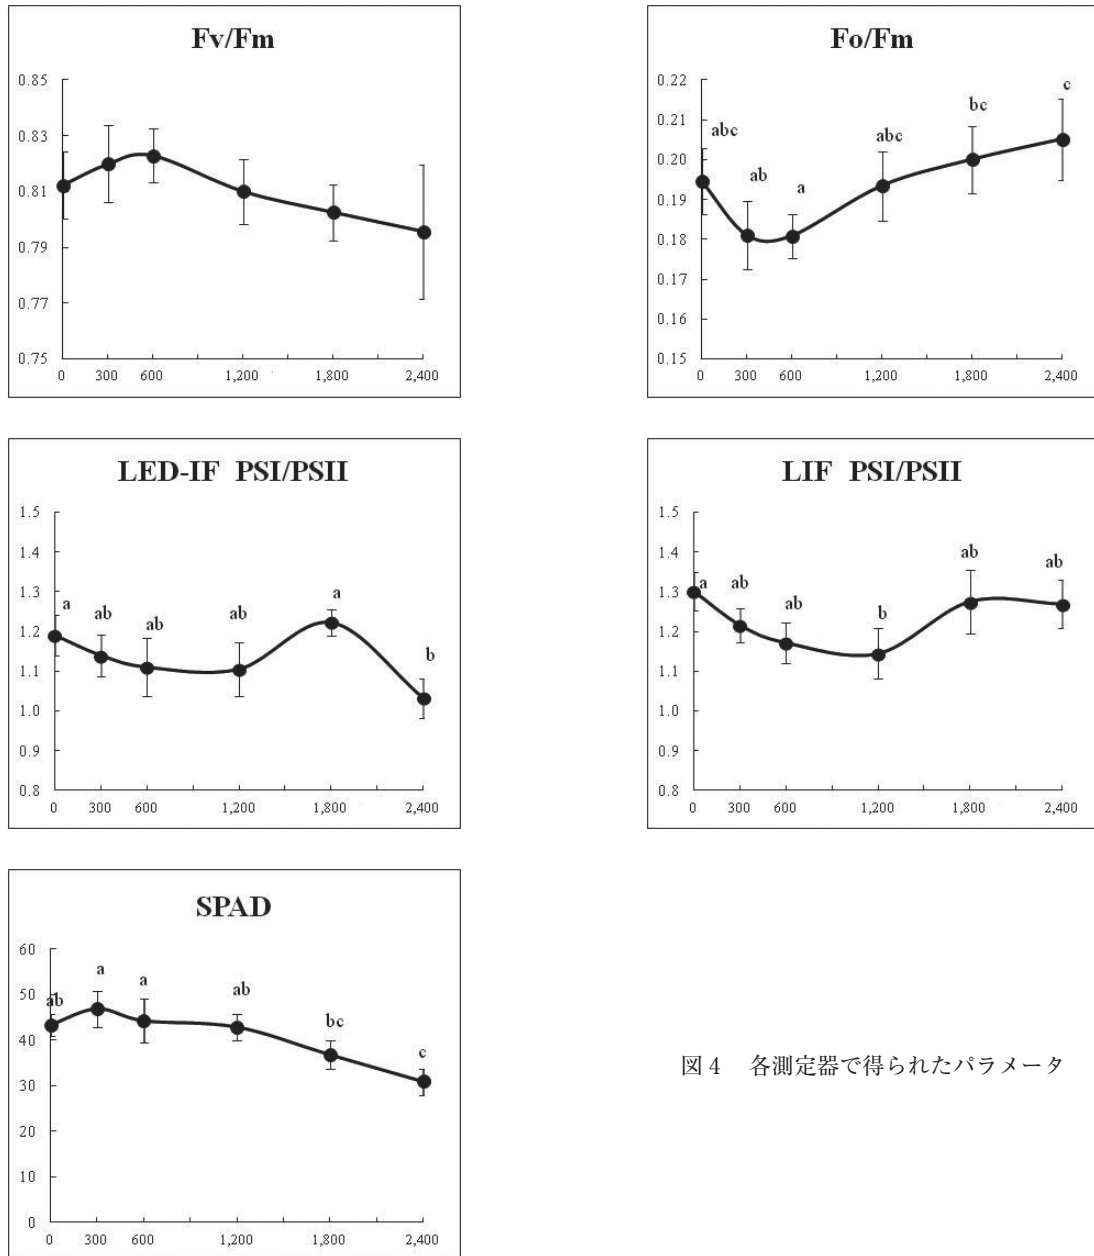 Fv/Fm
0.85
0.83
0.81
0.79
0.77
0.75
0 300 600 1,200 1,800 2,400
Fo/Fm
0.22
0.21
0.20
0.19
0.18
0.17
0.16
0.15
abc ab a abc bc c
0 300 600 1,200 1,800 2,400
LED-IF PSI/PSII
1.5
1.4
1.3
1.2
1.1
1.0
0.9
0.8
a ab ab ab a b
0 300 600 1,200 1,800 2,400
LIF PSI/PSII
1.5
1.4
1.3
1.2
1.1
1.0
0.9
0.8
a ab ab b ab ab
0 300 600 1,200 1,800 2,400
SPAD
60
50
40
30
20
10
0
ab a a ab bc c
0 300 600 1,200 1,800 2,400
図4 各測定器で得られたパラメータ